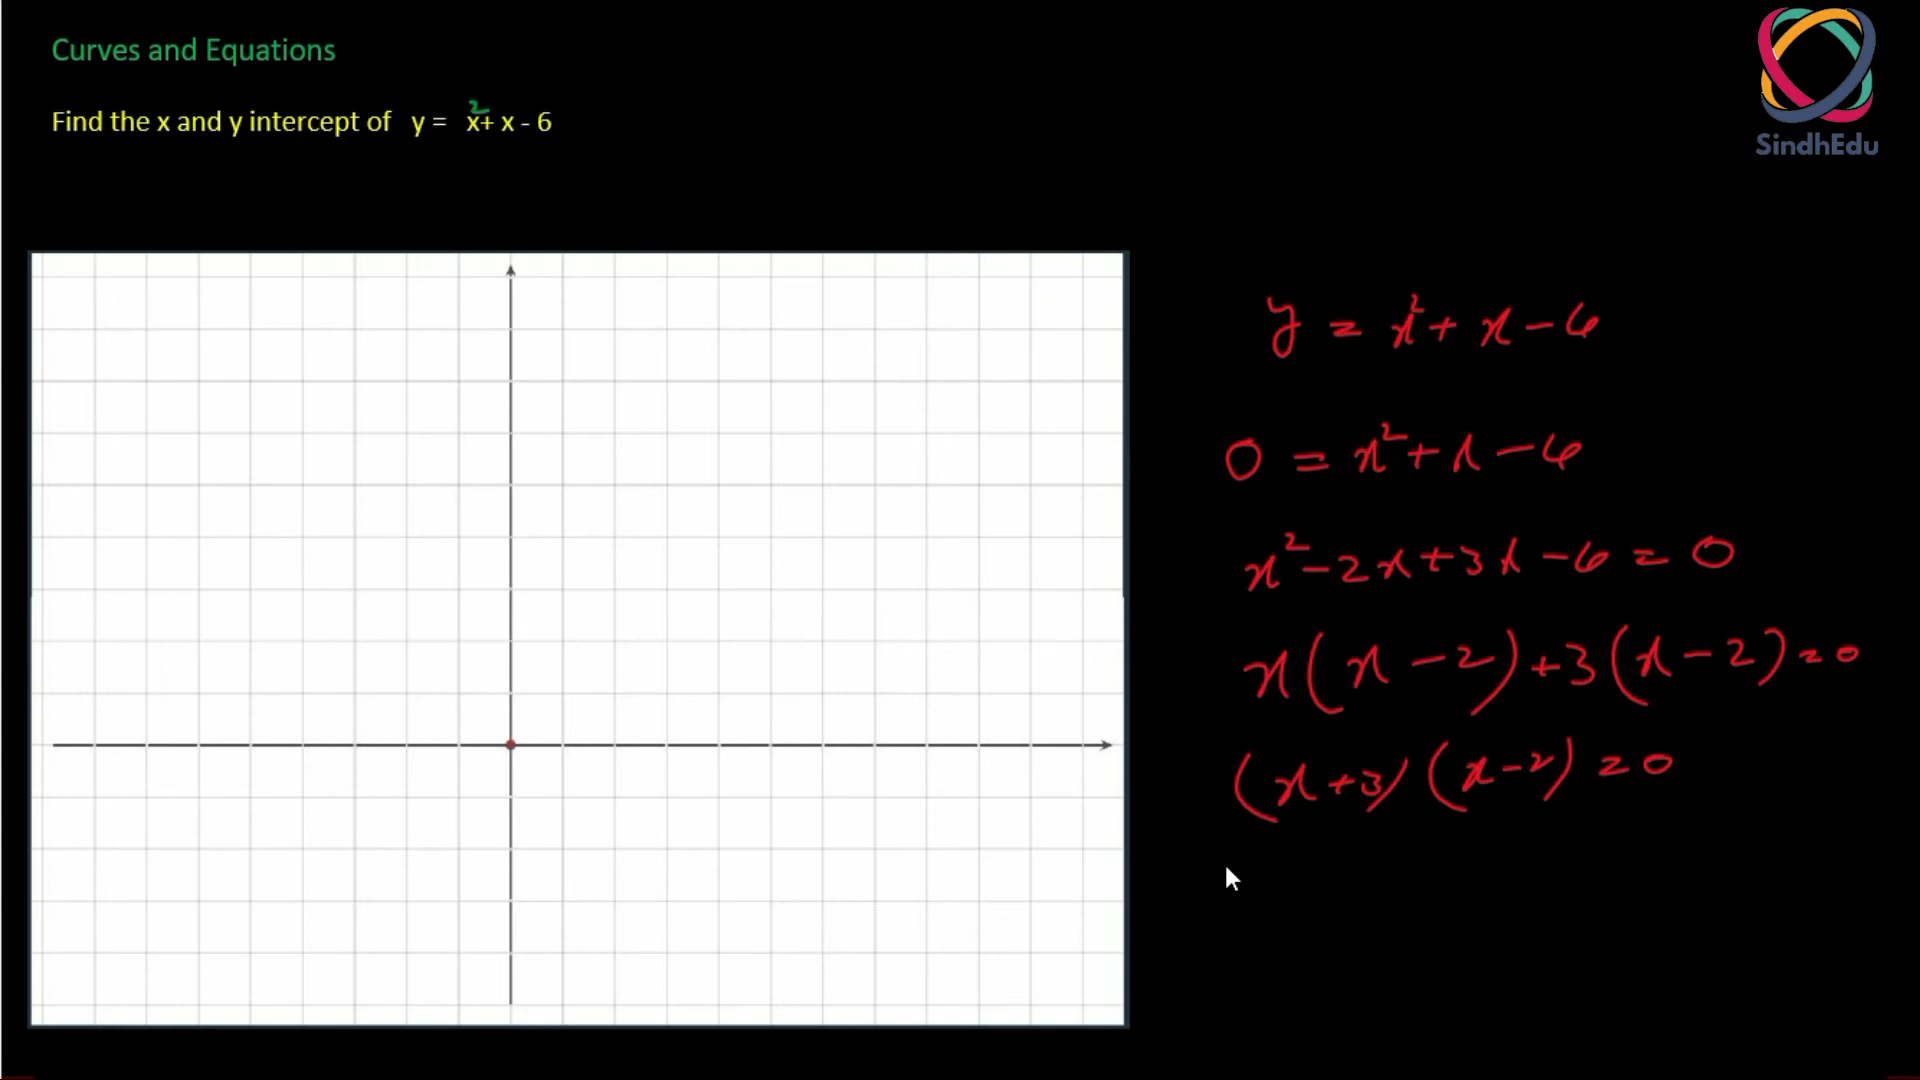 Curves and Equations
SindhEdu
Find the x and y intercept of y = x² + x - 6
y = x² + x - 6
0 = x² + x - 6
x² - 2x + 3x - 6 = 0
x(x - 2) + 3(x - 2) = 0
(x + 3)(x - 2) = 0